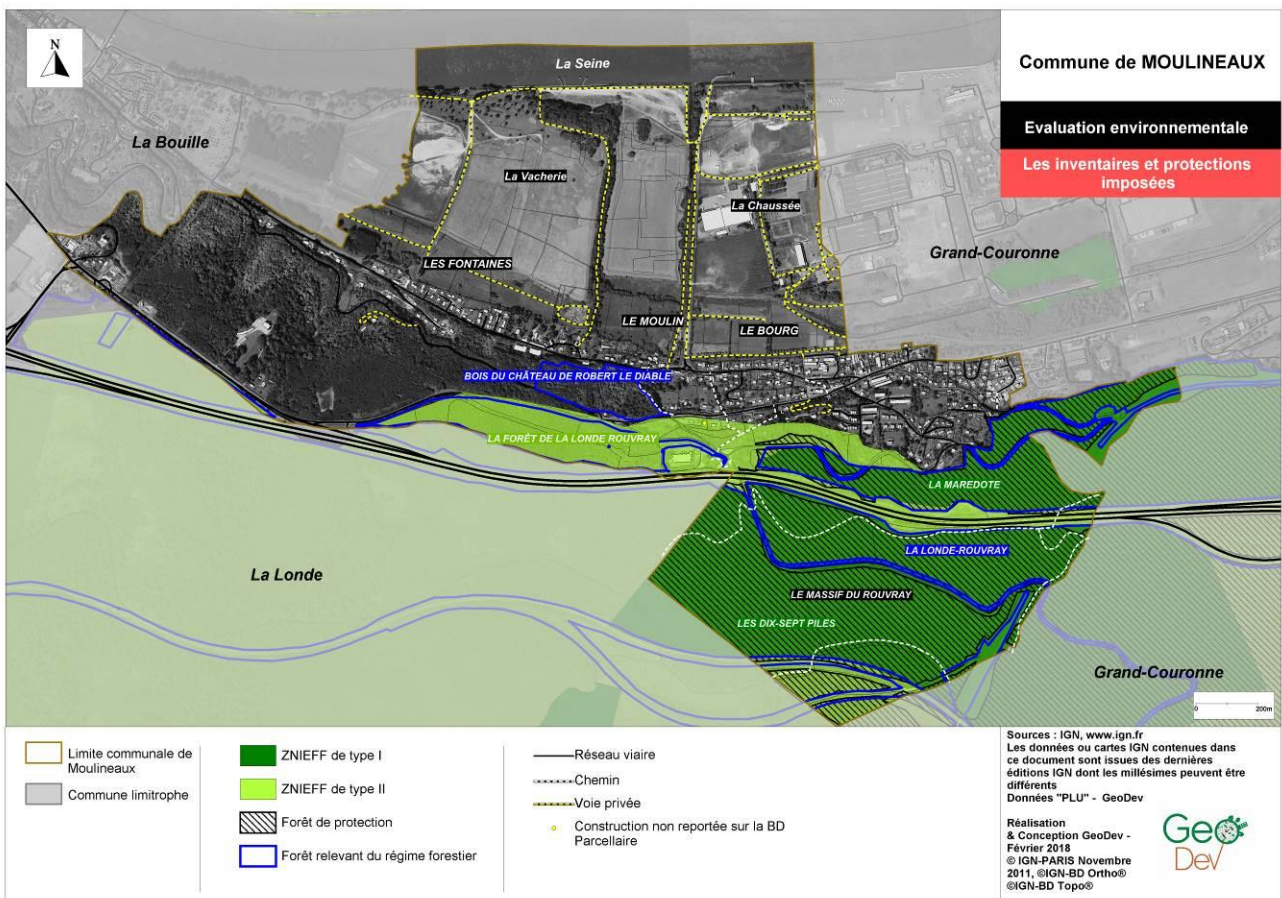 N
La Seine
Commune de MOULINEAUX
Evaluation environnementale
Les inventaires et protections
imposées
La Bouille
La Vacherie
La Chaussée
Grand-Couronne
LES FONTAINES
LE MOULIN
LE BOURG
BOIS DU CHÂTEAU DE ROBERT LE DIABLE
LA FORÊT DE LA LONDE ROUVRAY
LA MAREDOTE
LA LONDE-ROUVRAY
La Londe
LE MASSIF DU ROUVRAY
LES DIX-SEPT PILES
Grand-Couronne
0 200m
Limite communale de
Moulineaux
Commune limitrophe
ZNIEFF de type I
ZNIEFF de type II
Forêt de protection
Forêt relevant du régime forestier
Réseau viaire
Chemin
Voie privée
Construction non reportée sur la BD
Parcellaire
Sources : IGN, www.ign.fr
Les données ou cartes IGN contenues dans
ce document sont issues des dernières
éditions IGN dont les millésimes peuvent être
différents
Données "PLU" - GeoDev
Réalisation
& Conception GeoDev -
Février 2018
© IGN-PARIS Novembre
2011, ©IGN-BD Ortho®
©IGN-BD Topo®
Geo
Dev